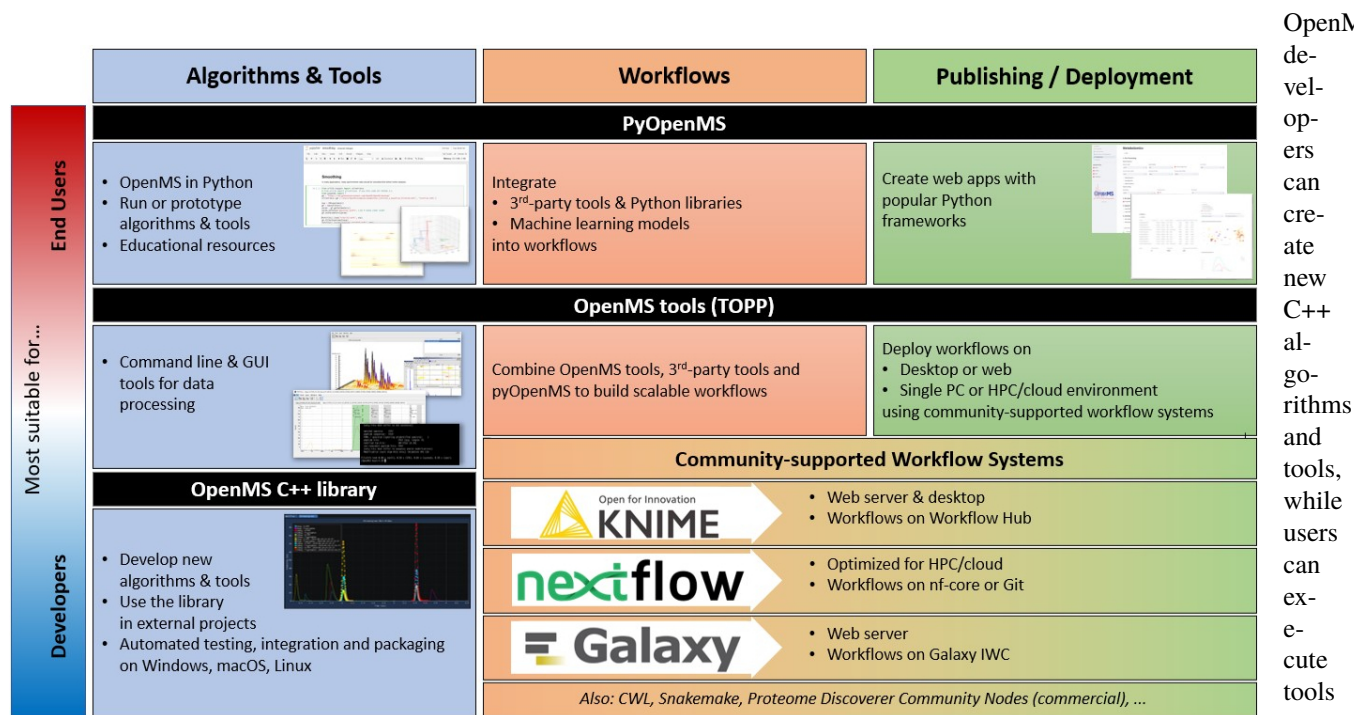 Algorithms & Tools
Workflows
Publishing / Deployment
PyOpenMS
• OpenMS in Python
• Run or prototype
algorithms & tools
• Educational resources
Integrate
• 3rd-party tools & Python libraries
• Machine learning models
into workflows
Create web apps with
popular Python
frameworks
OpenMS tools (TOPP)
• Command line & GUI
tools for data
processing
Combine OpenMS tools, 3rd-party tools and
pyOpenMS to build scalable workflows
Deploy workflows on
• Desktop or web
• Single PC or HPC/cloud environment
using community-supported workflow systems
OpenMS C++ library
• Develop new
algorithms & tools
• Use the library
in external projects
• Automated testing, integration and packaging
on Windows, macOS, Linux
Community-supported Workflow Systems
Open for Innovation
KNIME
• Web server & desktop
• Workflows on Workflow Hub
nextflow
• Optimized for HPC/cloud
• Workflows on nf-core or Git
Galaxy
• Web server
• Workflows on Galaxy IWC
Also: CWL, Snakemake, Proteome Discoverer Community Nodes (commercial), ...
End Users
Most suitable for...
Developers
OpenM
de-
vel-
op-
ers
can
cre-
ate
new
C++
al-
go-
rithms
and
tools,
while
users
can
ex-
e-
cute
tools